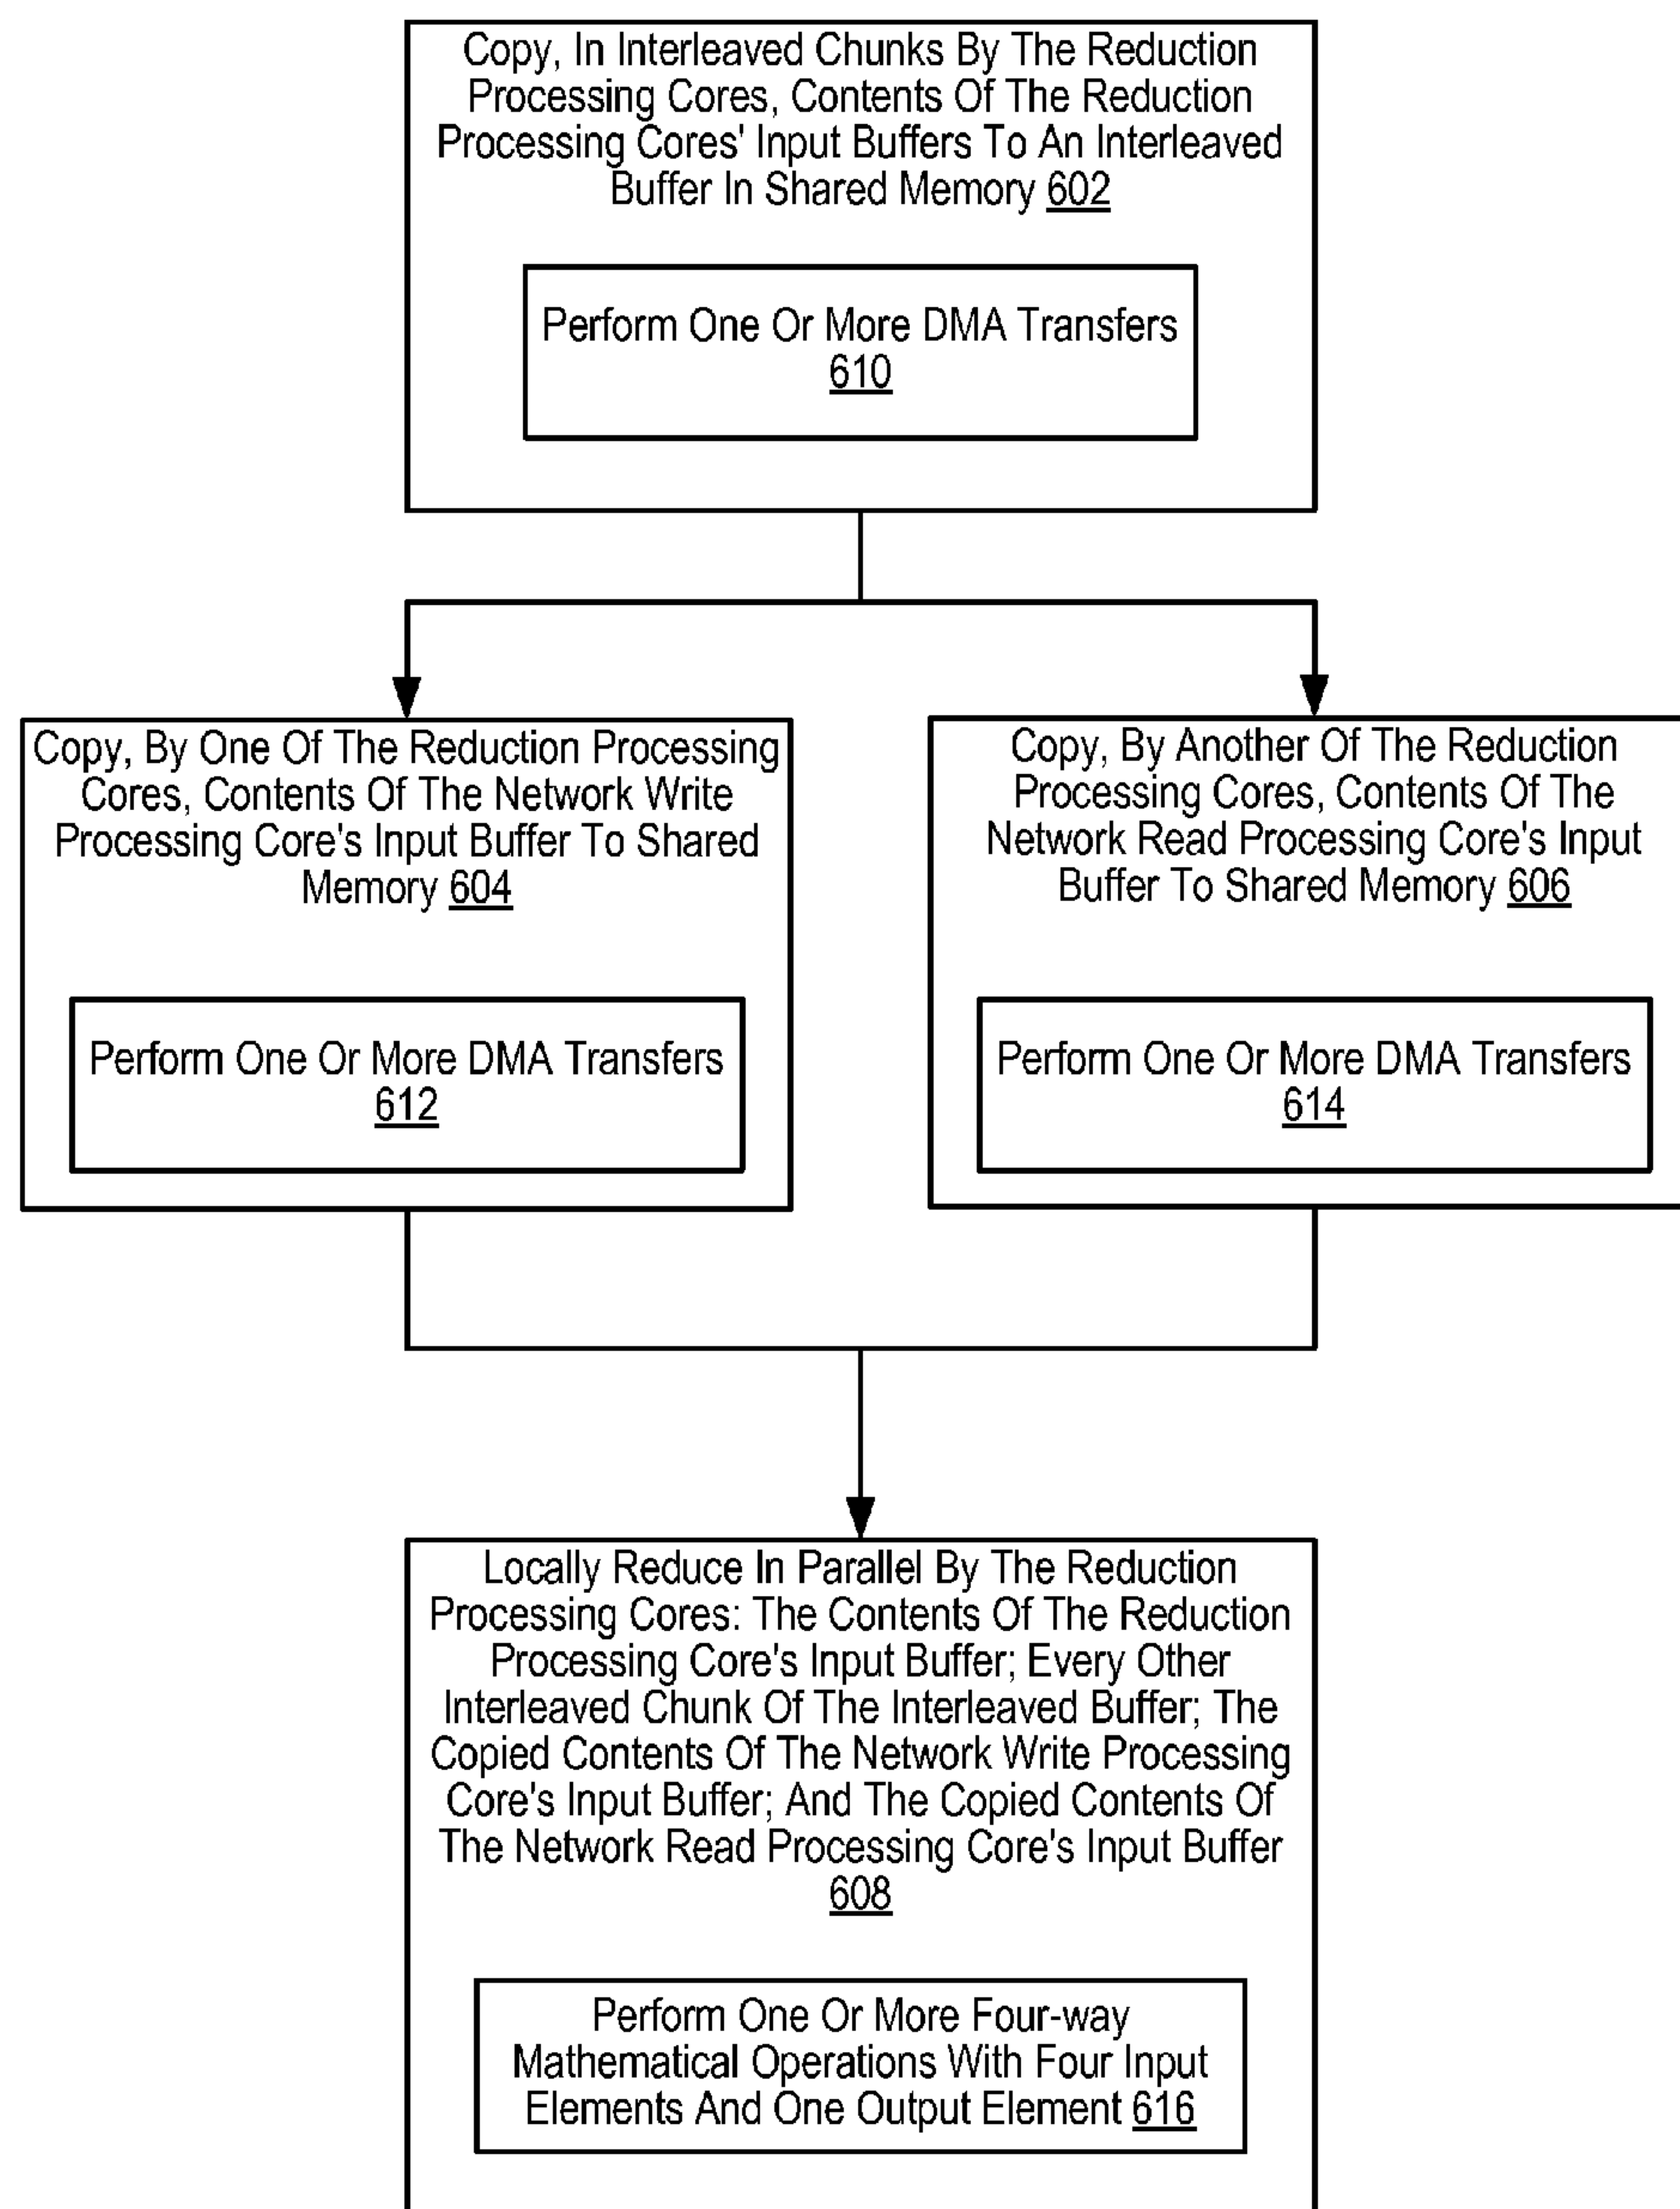 Copy, In Interleaved Chunks By The Reduction
Processing Cores, Contents Of The Reduction
Processing Cores' Input Buffers To An Interleaved
Buffer In Shared Memory 602
Perform One Or More DMA Transfers
610
Copy, By One Of The Reduction Processing
Cores, Contents Of The Network Write
Processing Core's Input Buffer To Shared
Memory 604
Perform One Or More DMA Transfers
612
Copy, By Another Of The Reduction
Processing Cores, Contents Of The
Network Read Processing Core's Input
Buffer To Shared Memory 606
Perform One Or More DMA Transfers
614
Locally Reduce In Parallel By The Reduction
Processing Cores: The Contents Of The Reduction
Processing Core's Input Buffer; Every Other
Interleaved Chunk Of The Interleaved Buffer; The
Copied Contents Of The Network Write Processing
Core's Input Buffer; And The Copied Contents Of
The Network Read Processing Core's Input Buffer
608
Perform One Or More Four-way
Mathematical Operations With Four Input
Elements And One Output Element 616